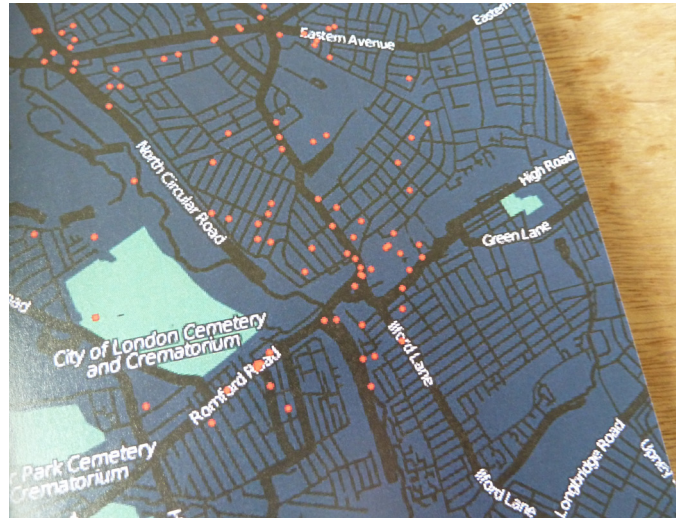 Eastern
Eastern Avenue
North Circular Road
High Road
Green Lane
City of London Cemetery
and Crematorium
Ilford Lane
Romford Road
Park Cemetery
Crematorium
Longbridge Road
Upney
Ilford Lane